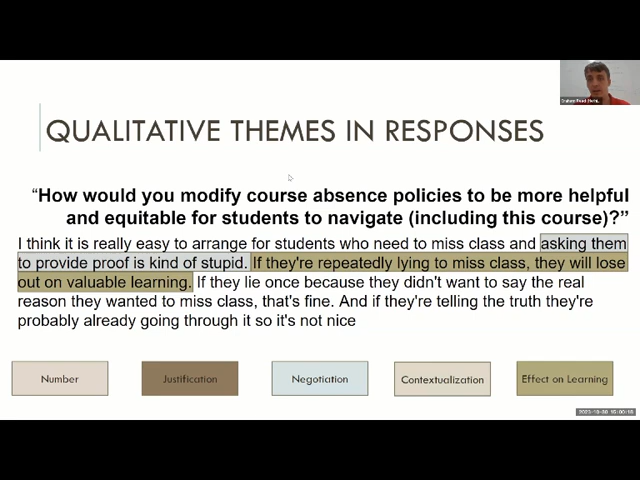 QUALITATIVE THEMES IN RESPONSES
“How would you modify course absence policies to be more helpful
and equitable for students to navigate (including this course)?”
I think it is really easy to arrange for students who need to miss class and asking them
to provide proof is kind of stupid. If they're repeatedly lying to miss class, they will lose
out on valuable learning. If they lie once because they didn't want to say the real
reason they wanted to miss class, that's fine. And if they're telling the truth they're
probably already going through it so it's not nice
Number
Justification
Negotiation
Contextualization
Effect on Learning